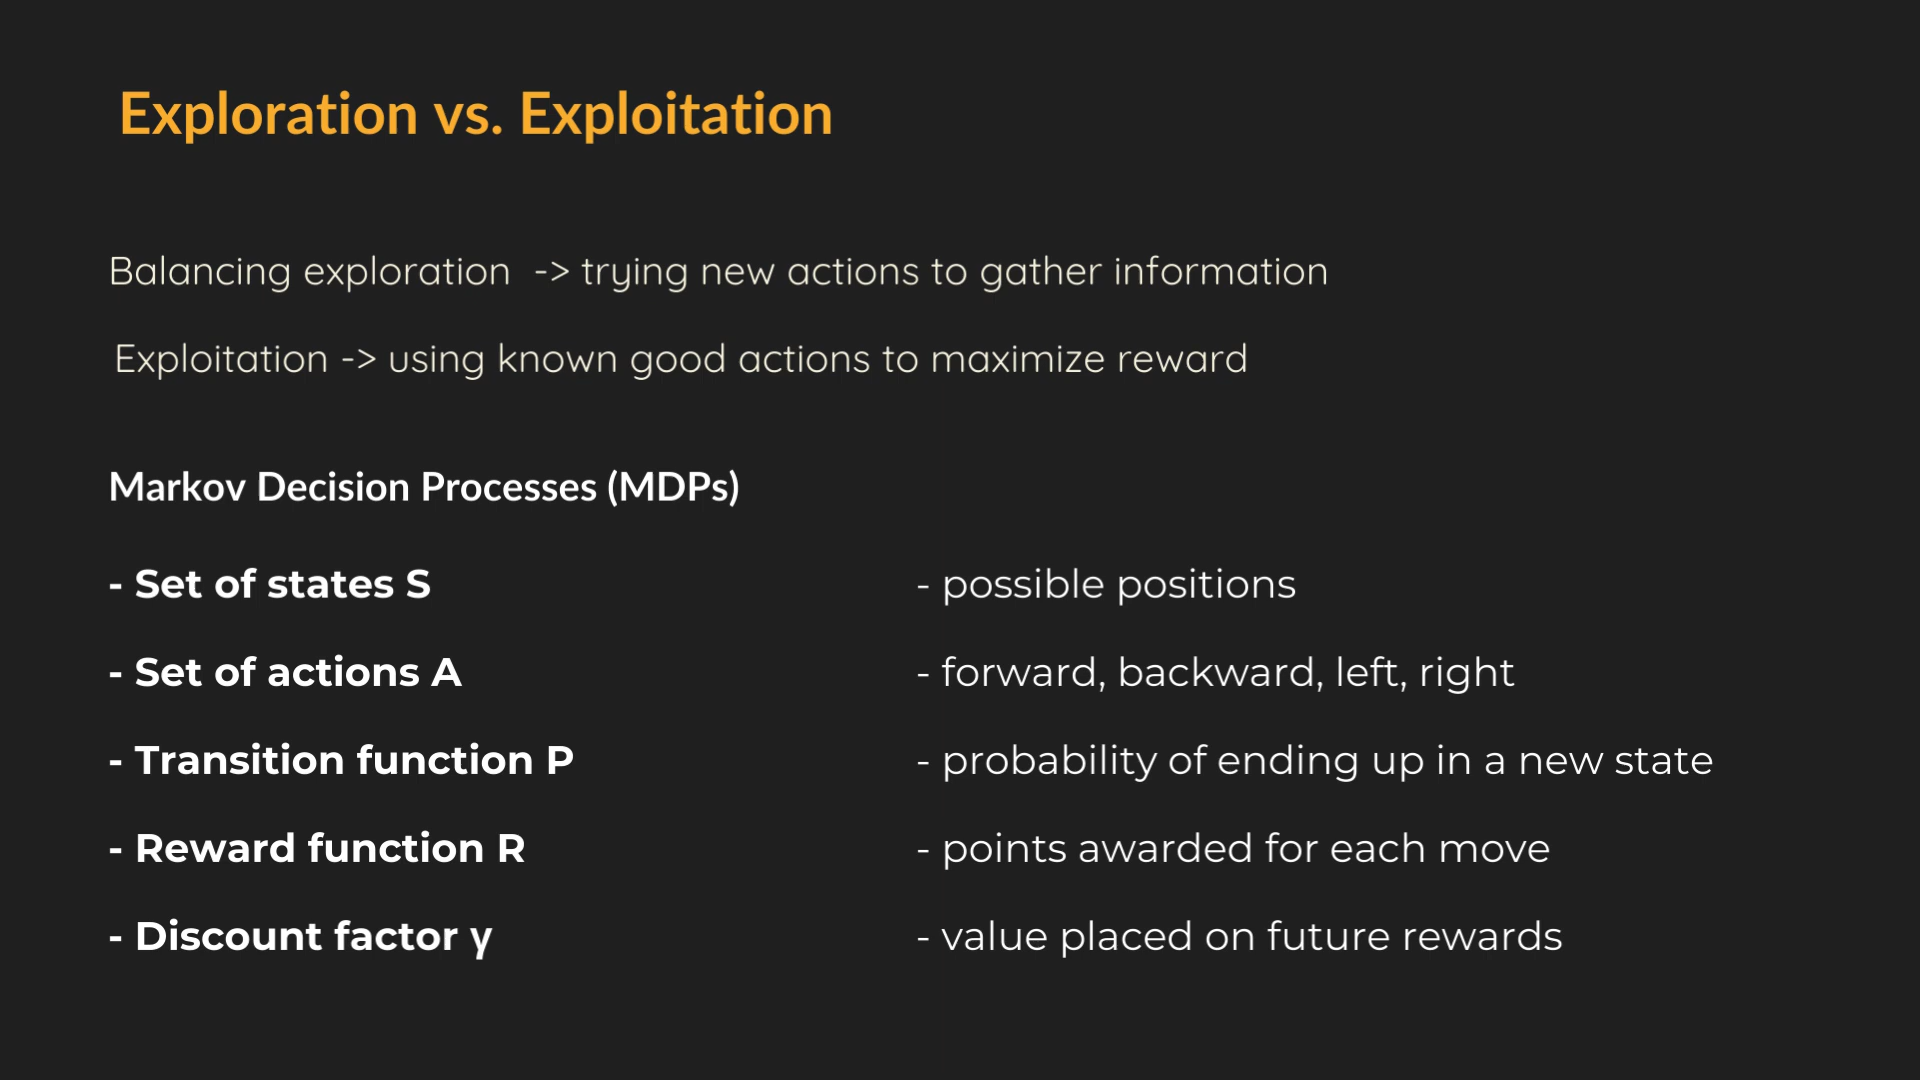 Exploration vs. Exploitation
Balancing exploration -> trying new actions to gather information
Exploitation -> using known good actions to maximize reward
Markov Decision Processes (MDPs)
- Set of states S - possible positions
- Set of actions A - forward, backward, left, right
- Transition function P - probability of ending up in a new state
- Reward function R - points awarded for each move
- Discount factor γ - value placed on future rewards